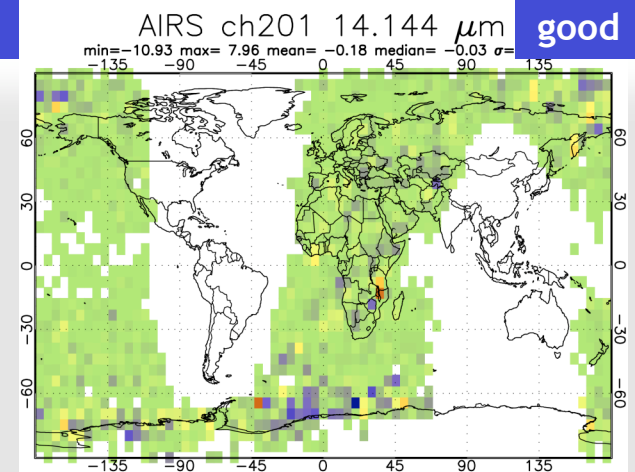 AIRS ch201 14.144 μm
good
min=−10.93 max= 7.96 mean= −0.18 median= −0.03 σ=
−135 −90 −45 0 45 90 135
60 60
30 30
0 0
−30 −30
−60 −60
−135 −90 −45 0 45 90 135